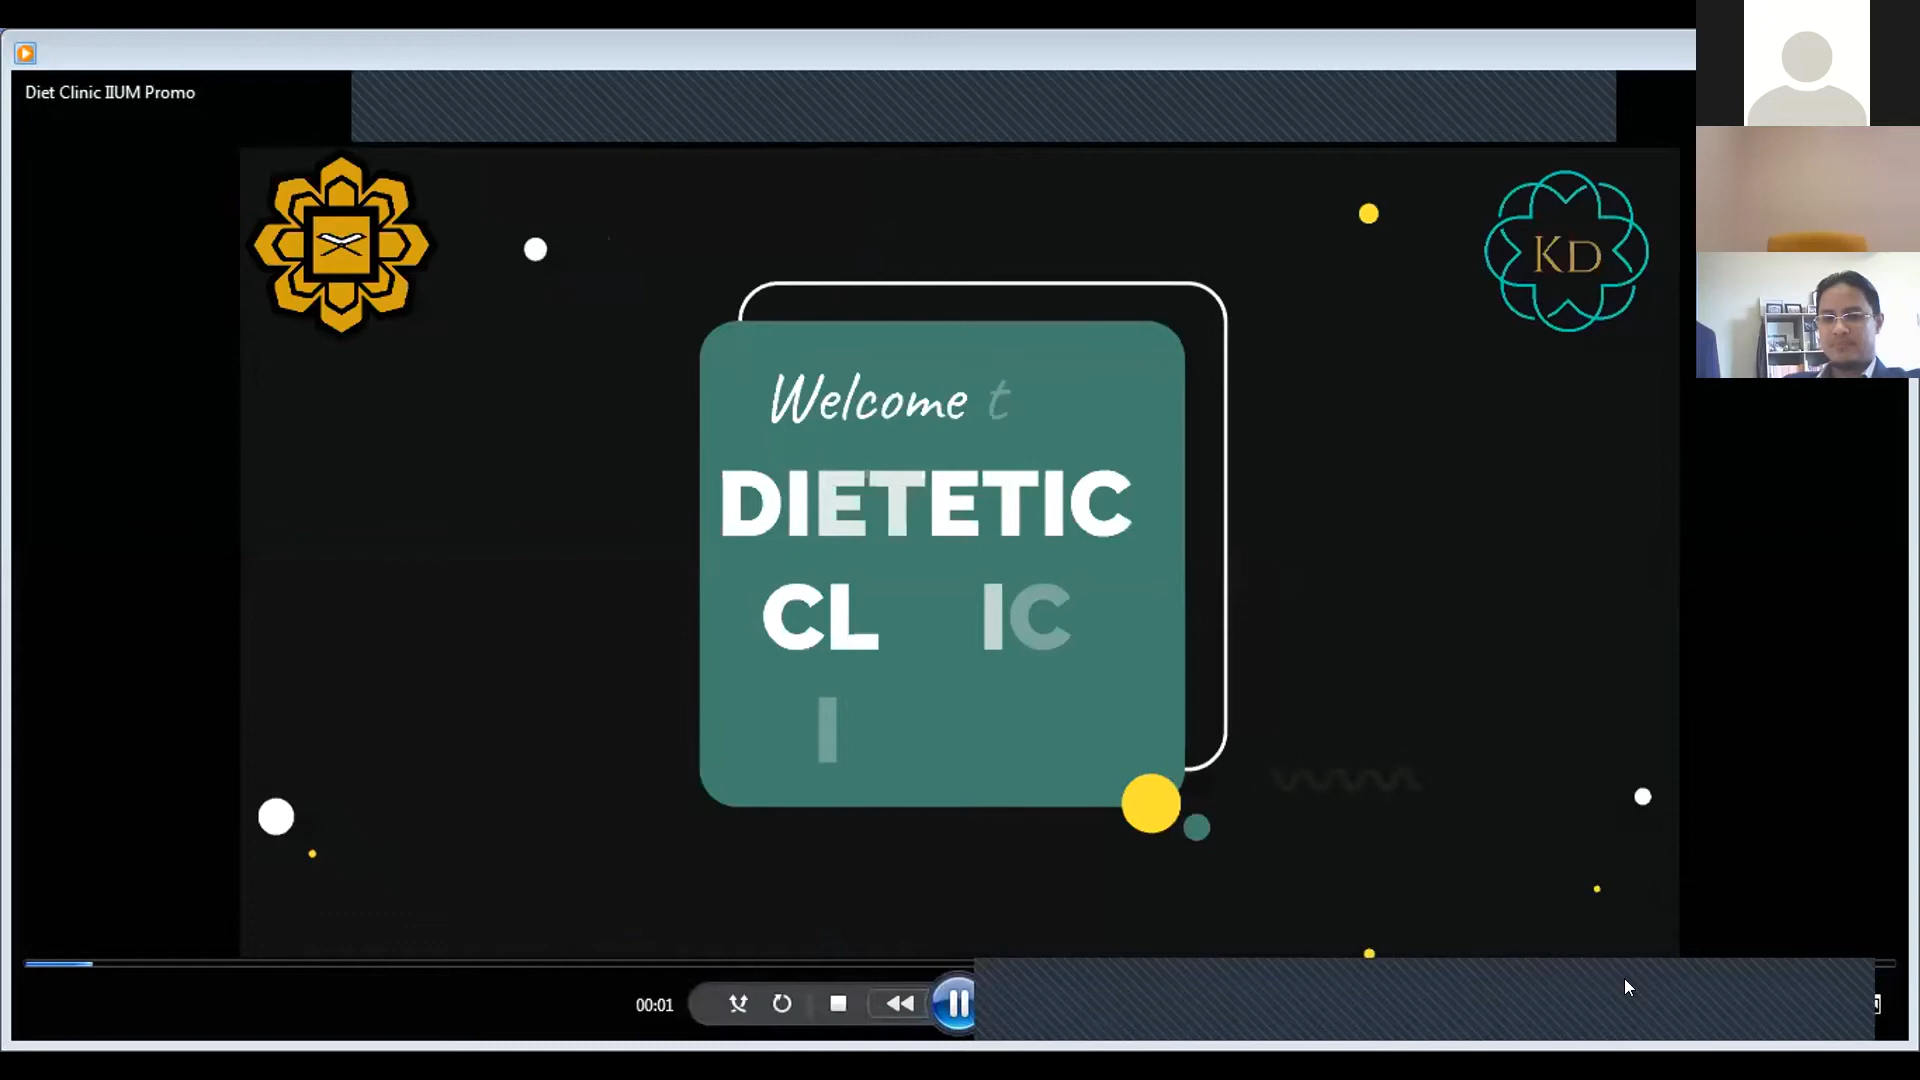 Diet Clinic IIUM Promo
KD
Welcome t
DIETETIC
CL IC
I
00:01